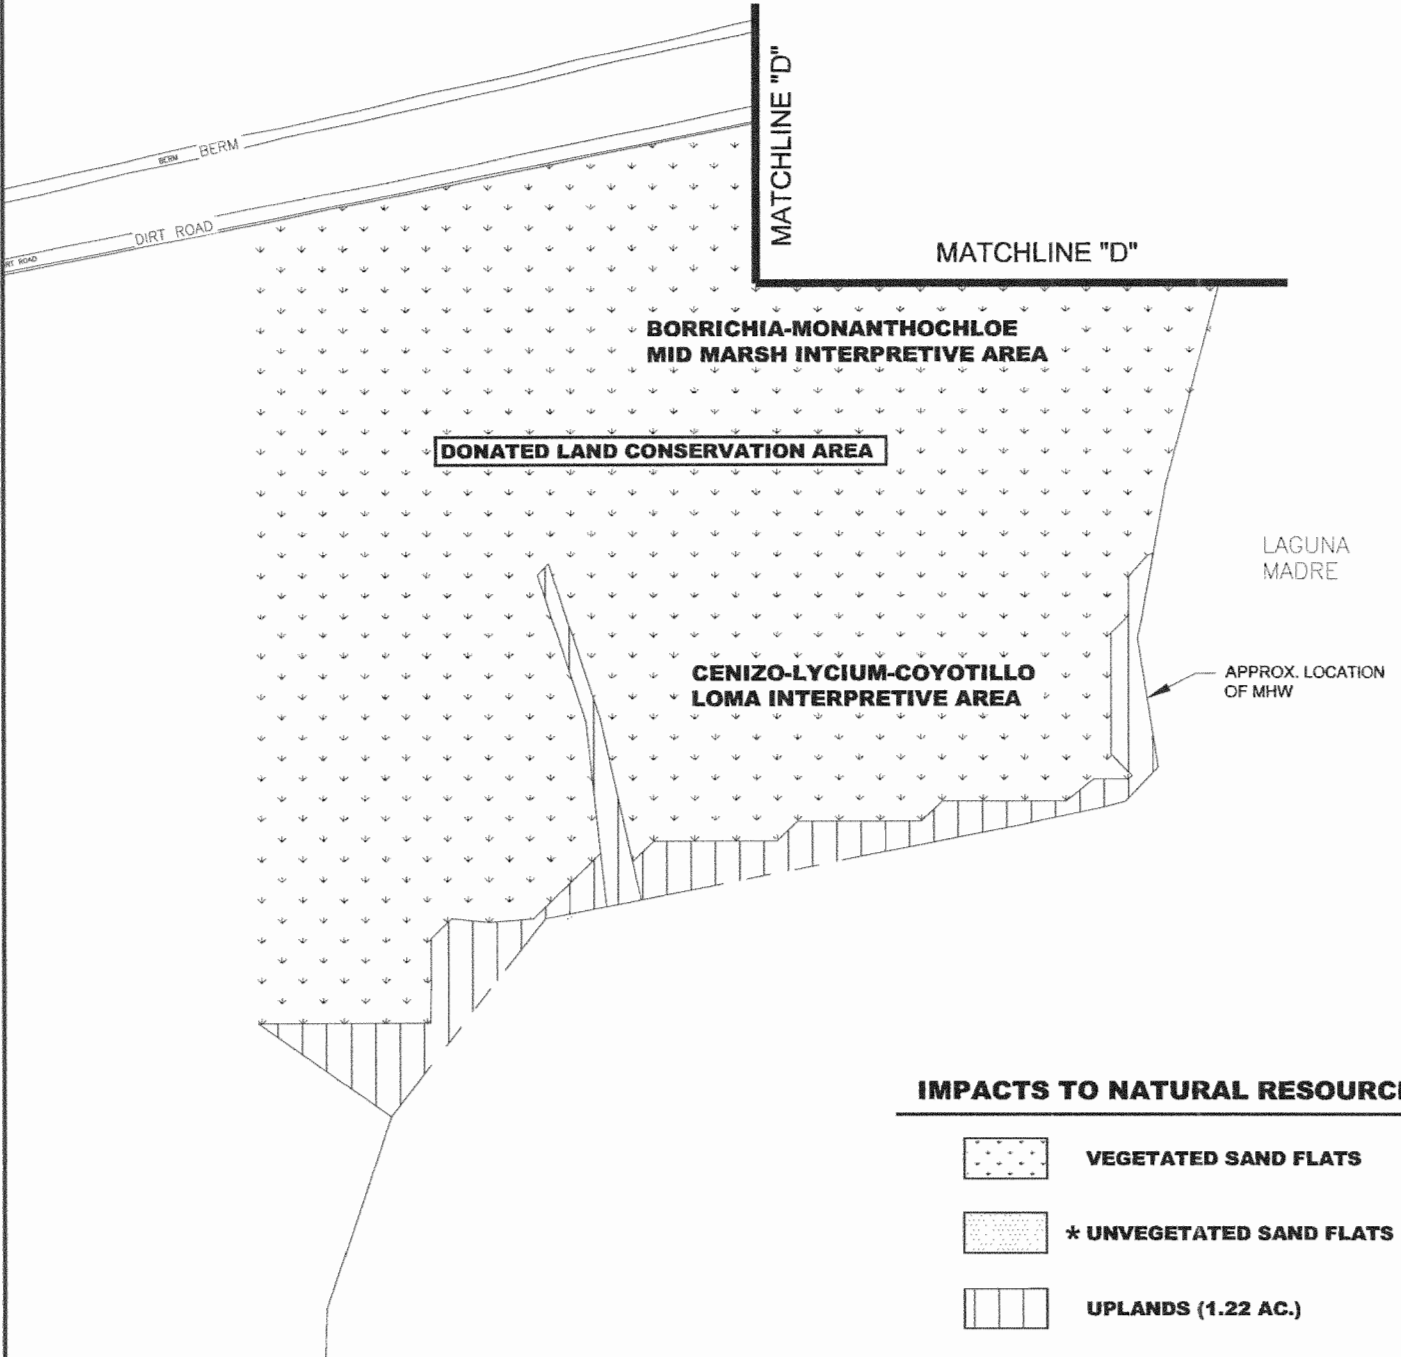 MATCHLINE "D"
BERM
BERM
DIRT ROAD
RT ROAD
MATCHLINE "D"
BORRICHIA-MONANTHOCHLOE
MID MARSH INTERPRETIVE AREA
DONATED LAND CONSERVATION AREA
LAGUNA
MADRE
CENIZO-LYCIUM-COYOTILLO
LOMA INTERPRETIVE AREA
APPROX. LOCATION
OF MHW
IMPACTS TO NATURAL RESOURC
VEGETATED SAND FLATS
* UNVEGETATED SAND FLATS
UPLANDS (1.22 AC.)